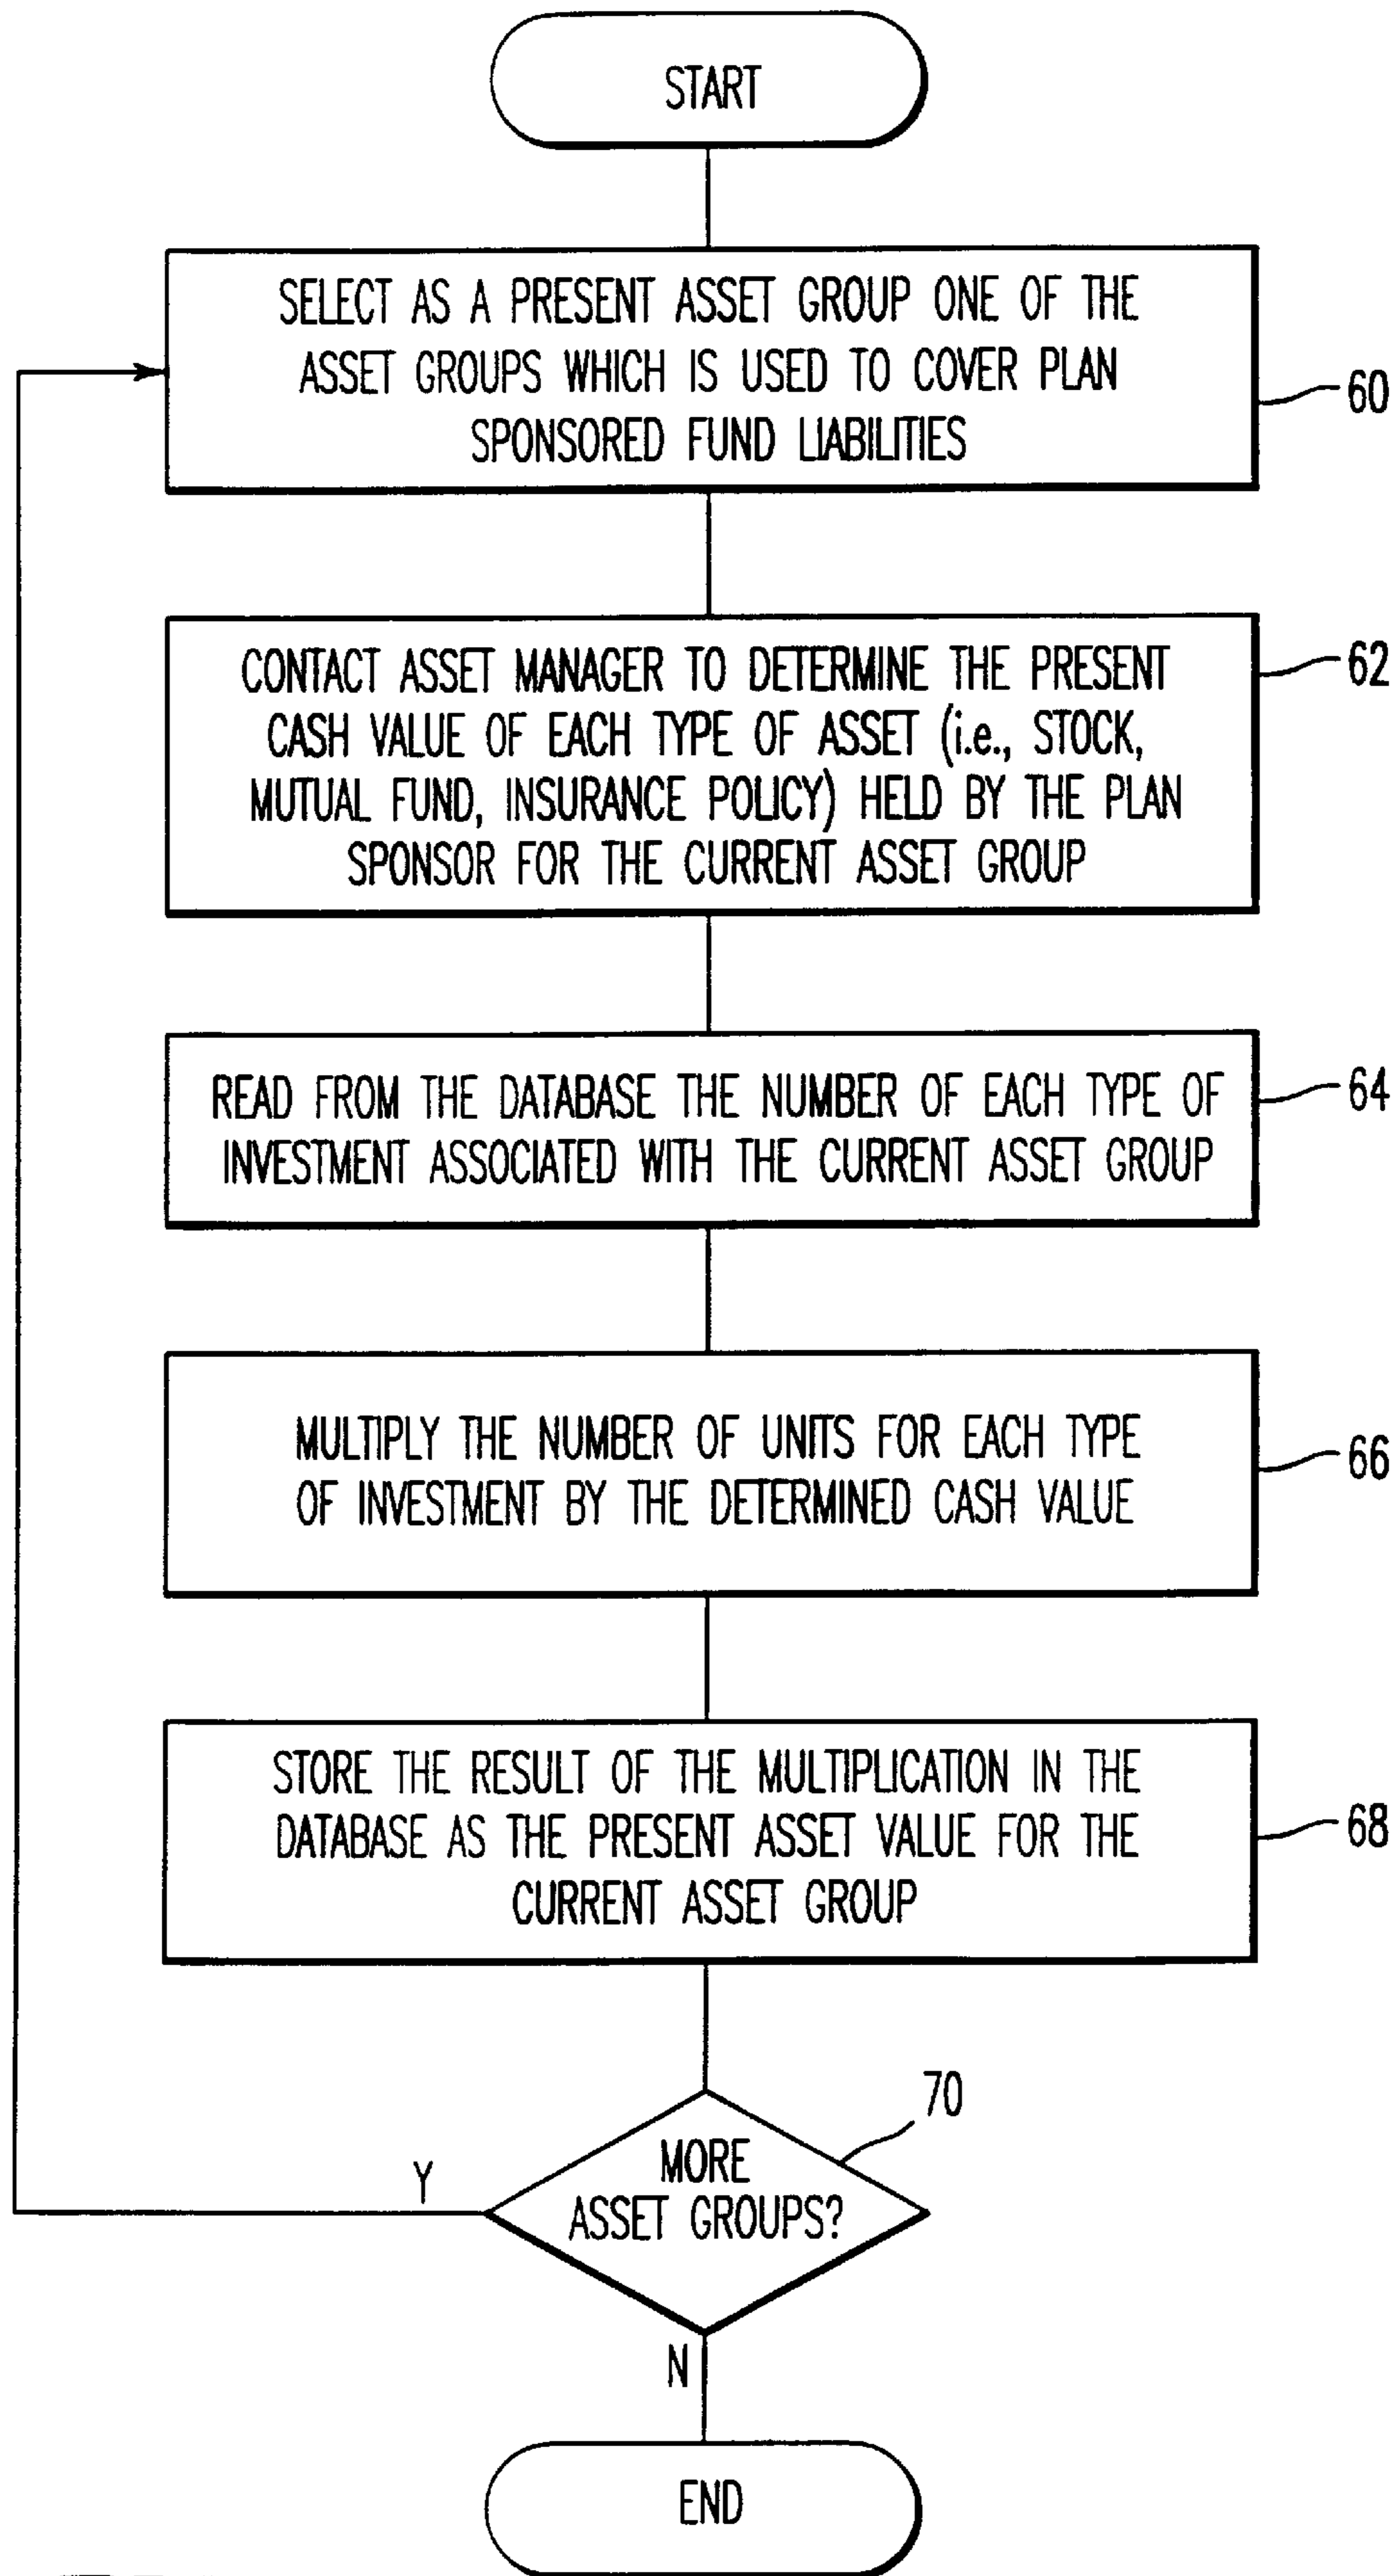 START
SELECT AS A PRESENT ASSET GROUP ONE OF THE
ASSET GROUPS WHICH IS USED TO COVER PLAN
SPONSORED FUND LIABILITIES
60
CONTACT ASSET MANAGER TO DETERMINE THE PRESENT
CASH VALUE OF EACH TYPE OF ASSET (i.e., STOCK,
MUTUAL FUND, INSURANCE POLICY) HELD BY THE PLAN
SPONSOR FOR THE CURRENT ASSET GROUP
62
READ FROM THE DATABASE THE NUMBER OF EACH TYPE OF
INVESTMENT ASSOCIATED WITH THE CURRENT ASSET GROUP
64
MULTIPLY THE NUMBER OF UNITS FOR EACH TYPE
OF INVESTMENT BY THE DETERMINED CASH VALUE
66
STORE THE RESULT OF THE MULTIPLICATION IN THE
DATABASE AS THE PRESENT ASSET VALUE FOR THE
CURRENT ASSET GROUP
68
70
MORE
ASSET GROUPS?
Y
N
END